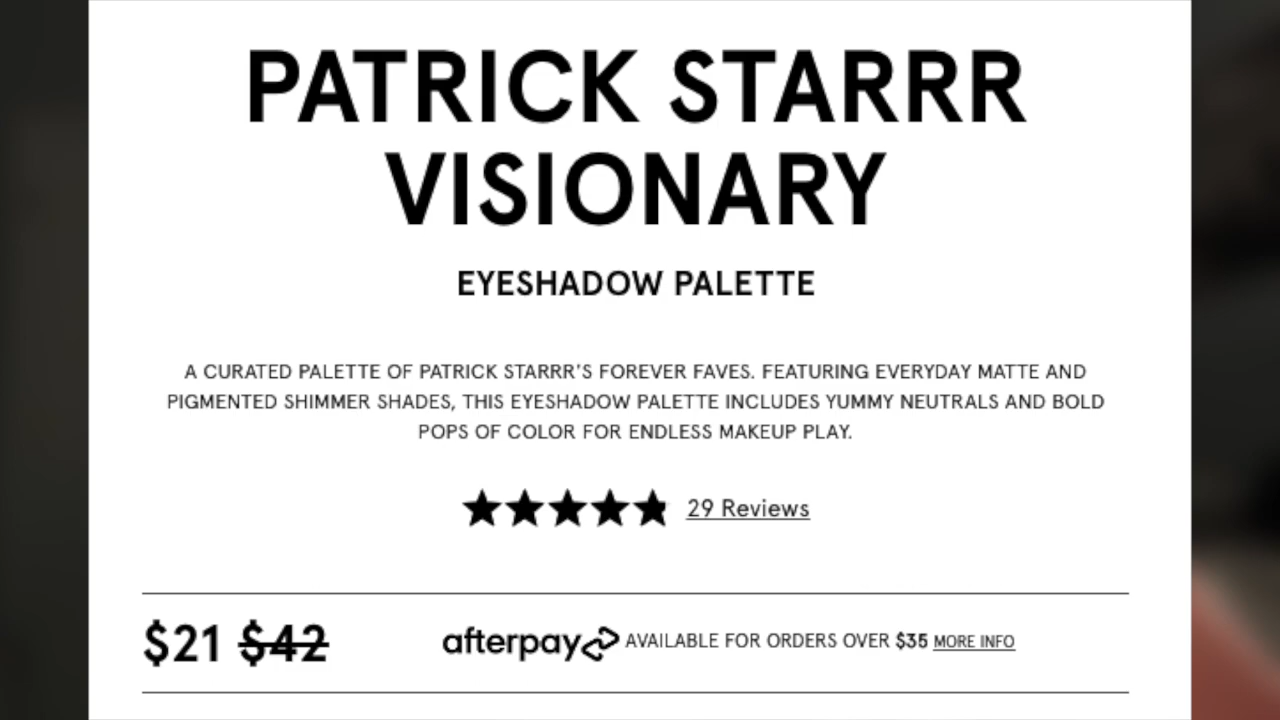 PATRICK STARRR
VISIONARY
EYESHADOW PALETTE
A CURATED PALETTE OF PATRICK STARRR'S FOREVER FAVES. FEATURING EVERYDAY MATTE AND
PIGMENTED SHIMMER SHADES, THIS EYESHADOW PALETTE INCLUDES YUMMY NEUTRALS AND BOLD
POPS OF COLOR FOR ENDLESS MAKEUP PLAY.
29 Reviews
$21 $42 afterpay AVAILABLE FOR ORDERS OVER $35 MORE INFO